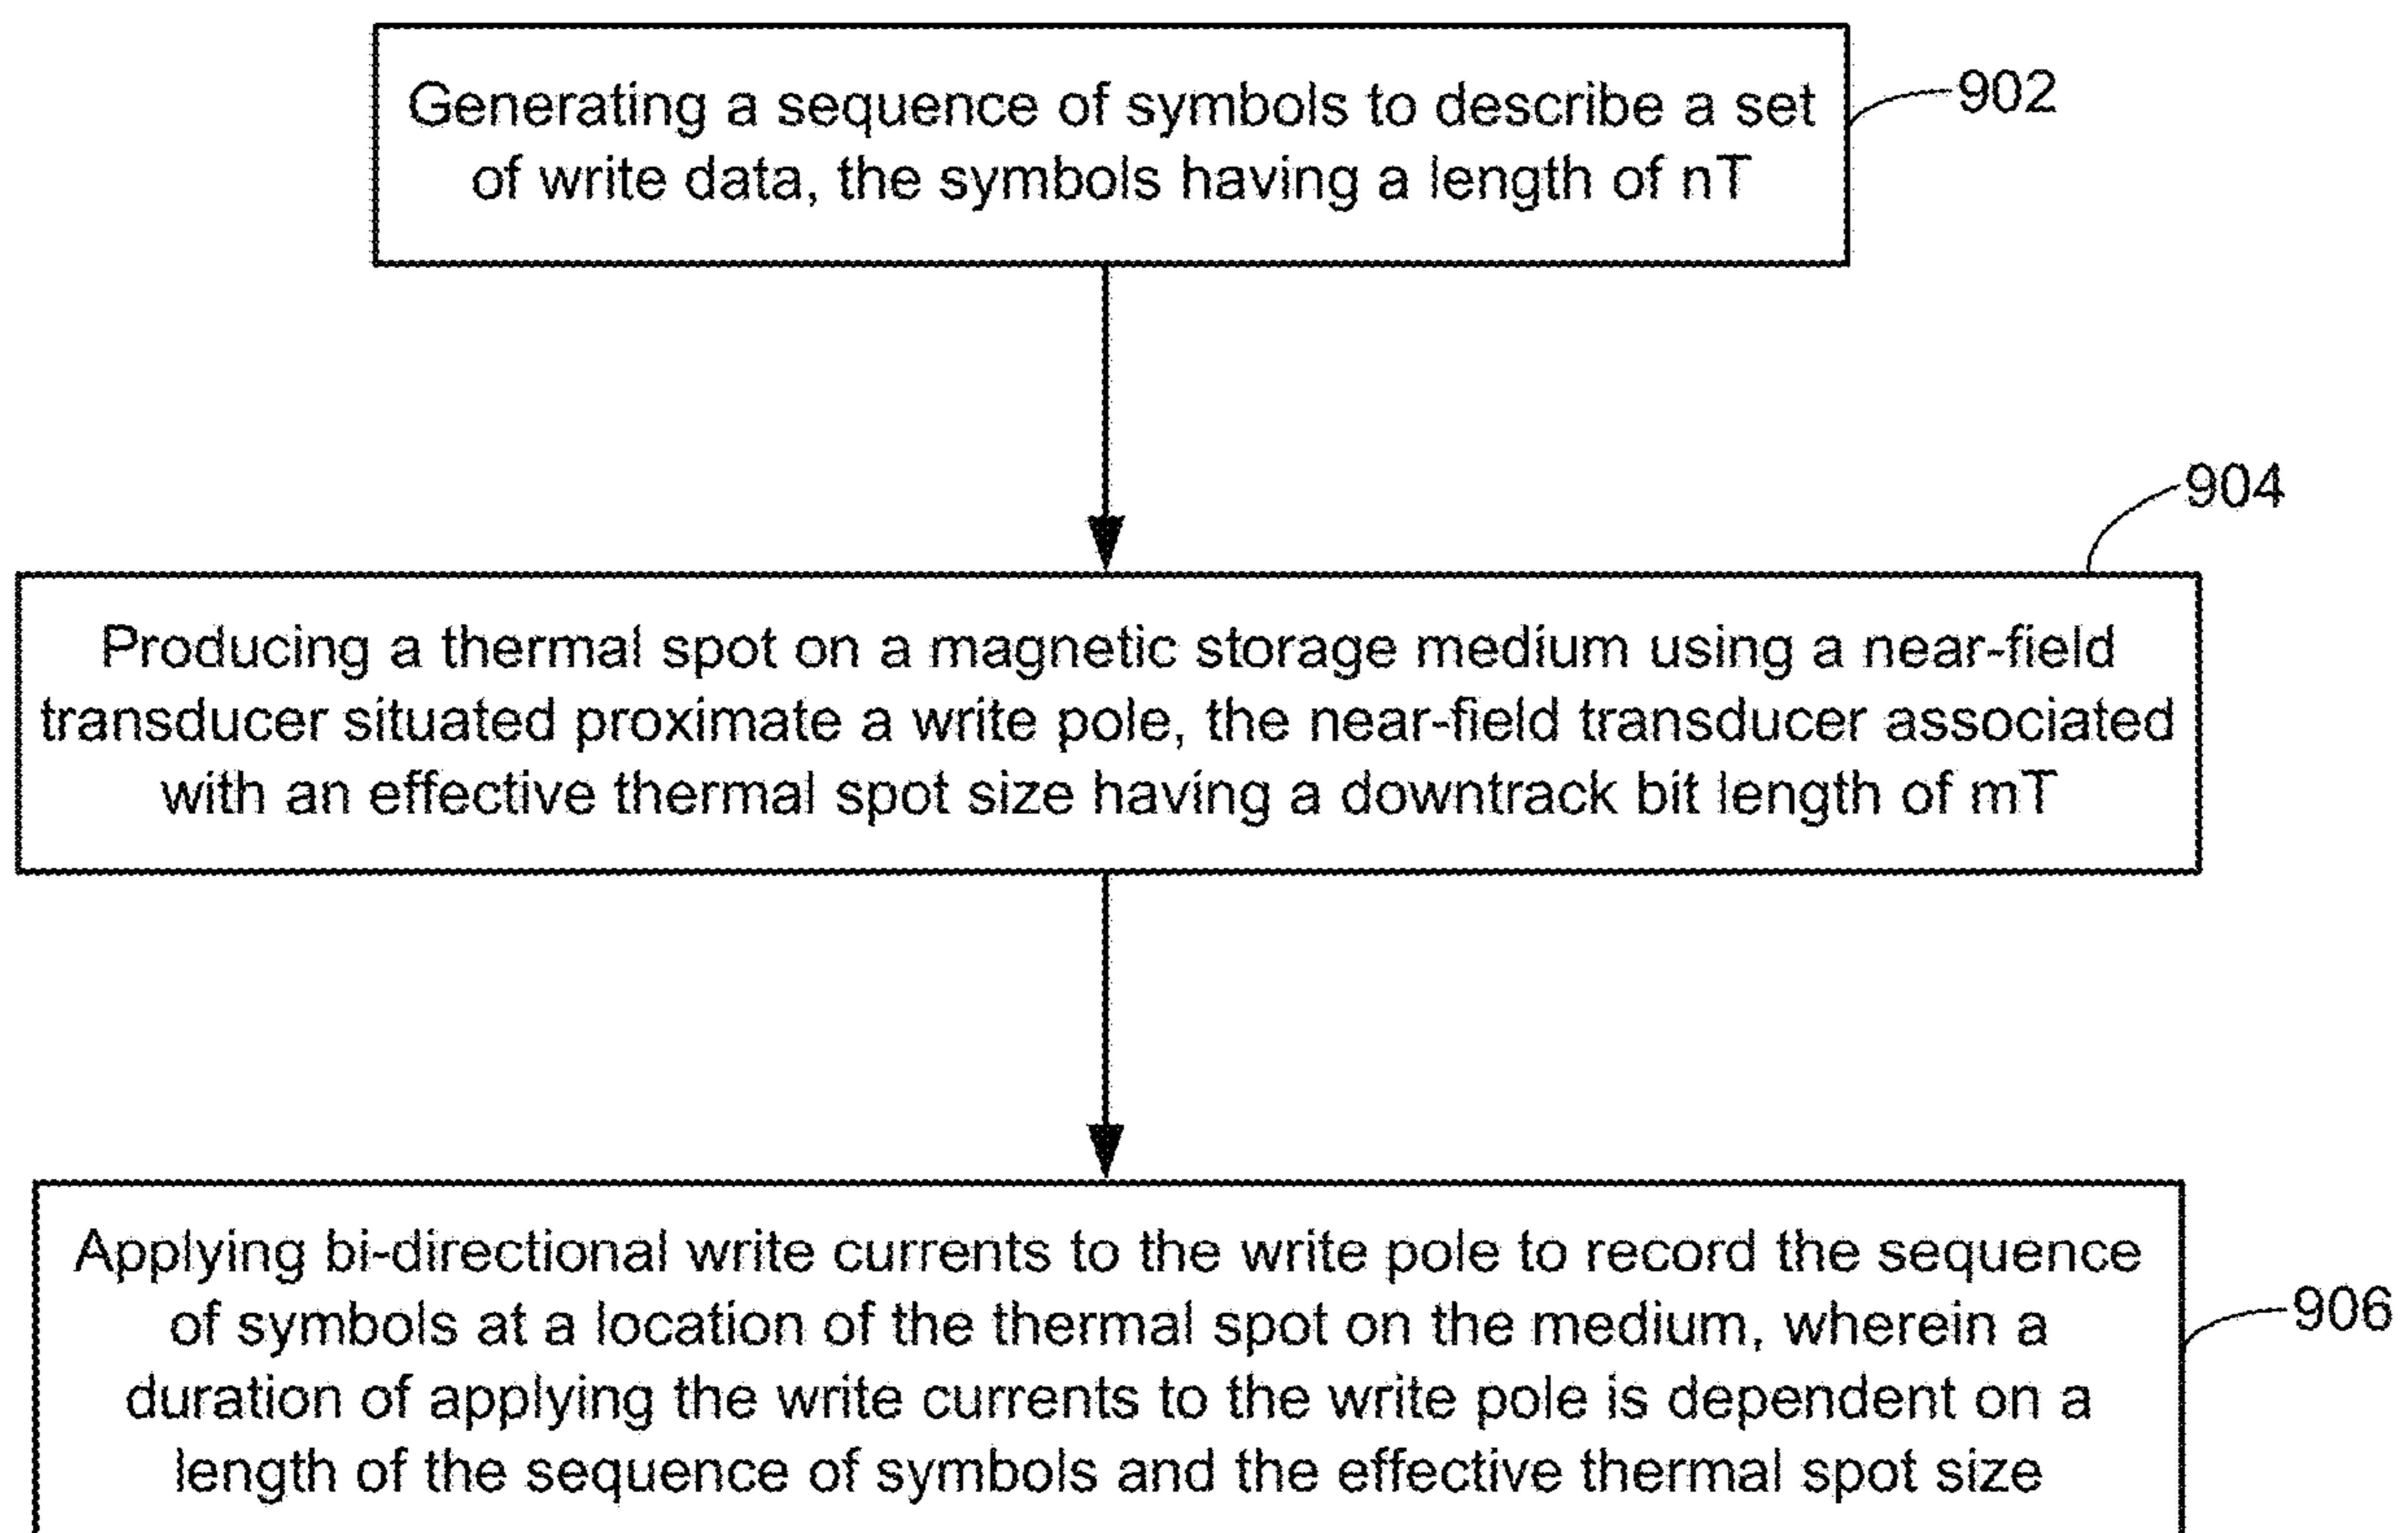 Generating a sequence of symbols to describe a set
of write data, the symbols having a length of nT
902
904
Producing a thermal spot on a magnetic storage medium using a near-field
transducer situated proximate a write pole, the near-field transducer associated
with an effective thermal spot size having a downtrack bit length of mT
Applying bi-directional write currents to the write pole to record the sequence
of symbols at a location of the thermal spot on the medium, wherein a
duration of applying the write currents to the write pole is dependent on a
length of the sequence of symbols and the effective thermal spot size
906